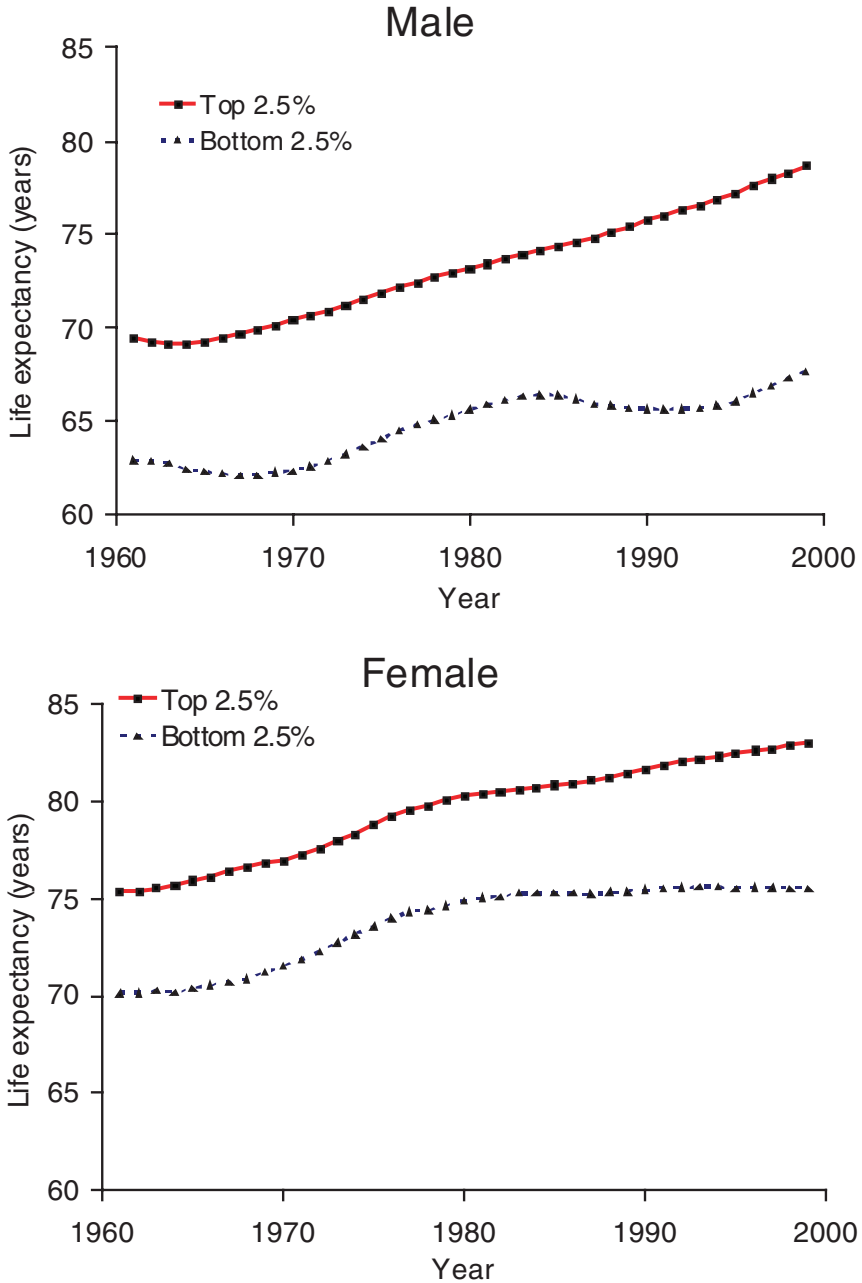 Male
85
Top 2.5%
80
Bottom 2.5%
75
70
65
60
Life expectancy (years)
1960 1970 1980 1990 2000
Year
Female
85
Top 2.5%
Bottom 2.5%
80
75
70
65
60
Life expectancy (years)
1960 1970 1980 1990 2000
Year